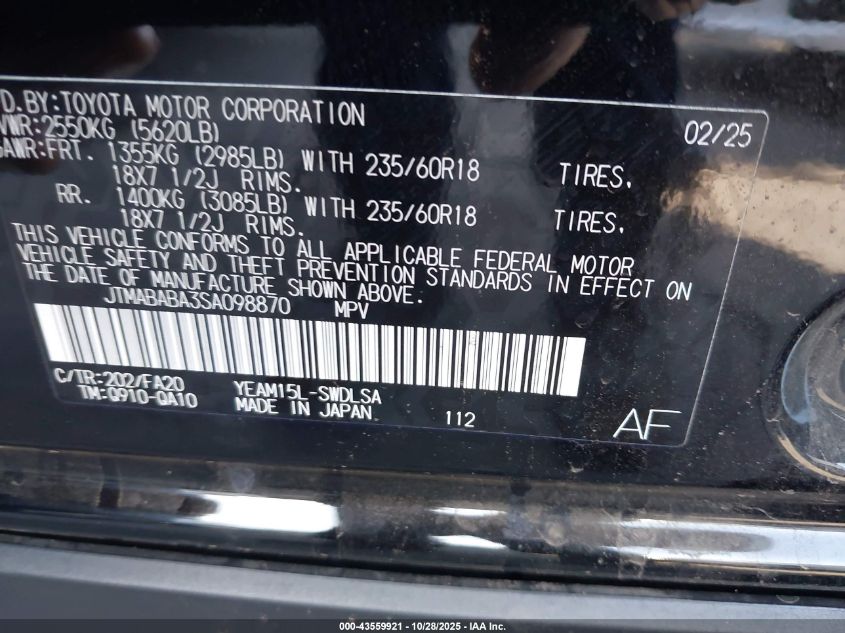 D. BY: TOYOTA MOTOR CORPORATION 02/25
VWR: 2550KG (5620LB)
GAWR: FRT. 1355KG (2985LB) WITH 235/60R18 TIRES.
18X7 1/2J RIMS.
RR. 1400KG (3085LB) WITH 235/60R18 TIRES.
18X7 1/2J RIMS.
THIS VEHICLE CONFORMS TO ALL APPLICABLE FEDERAL MOTOR
VEHICLE SAFETY AND THEFT PREVENTION STANDARDS IN EFFECT ON
THE DATE OF MANUFACTURE SHOWN ABOVE.
JTMABABA3SA098870 MPV
C/TR: 202/FA20 YEAM15L-SWDLSA
TM: Q910-QA10 MADE IN JAPAN 112 AF
000-43559921 - 10/28/2025 - IAA Inc.